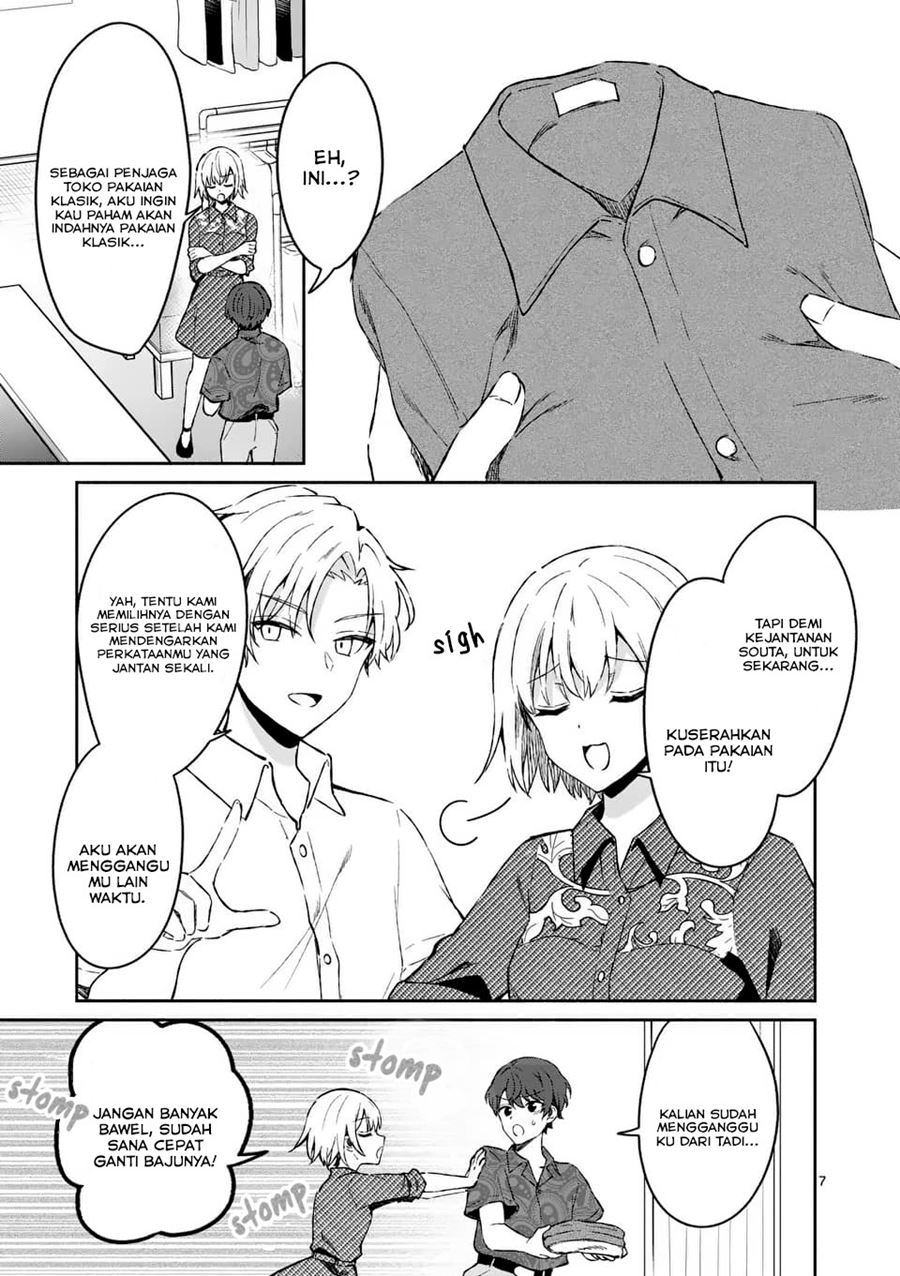 EH,
INI...?
SEBAGAI PENJAGA
TOKO PAKAIAN
KLASIK, AKU INGIN
KAU PAHAM AKAN
INDAHNYA PAKAIAN
KLASIK...
TAPI DEMI
KEJANTANAN
SOUTA, UNTUK
SEKARANG...
KUSERAHKAN
PADA PAKAIAN
ITU!
sigh
YAH, TENTU KAMI
MEMILIHNYA DENGAN
SERIUS SETELAH KAMI
MENDENGARKAN
PERKATAANMU YANG
JANTAN SEKALI.
AKU AKAN
MENGGANGU
MU LAIN
WAKTU.
KALIAN SUDAH
MENGGANGGU
KU DARI TADI...
stomp
stomp
stomp
JANGAN BANYAK
BAWEL, SUDAH
SANA CEPAT
GANTI BAJUNYA!
7